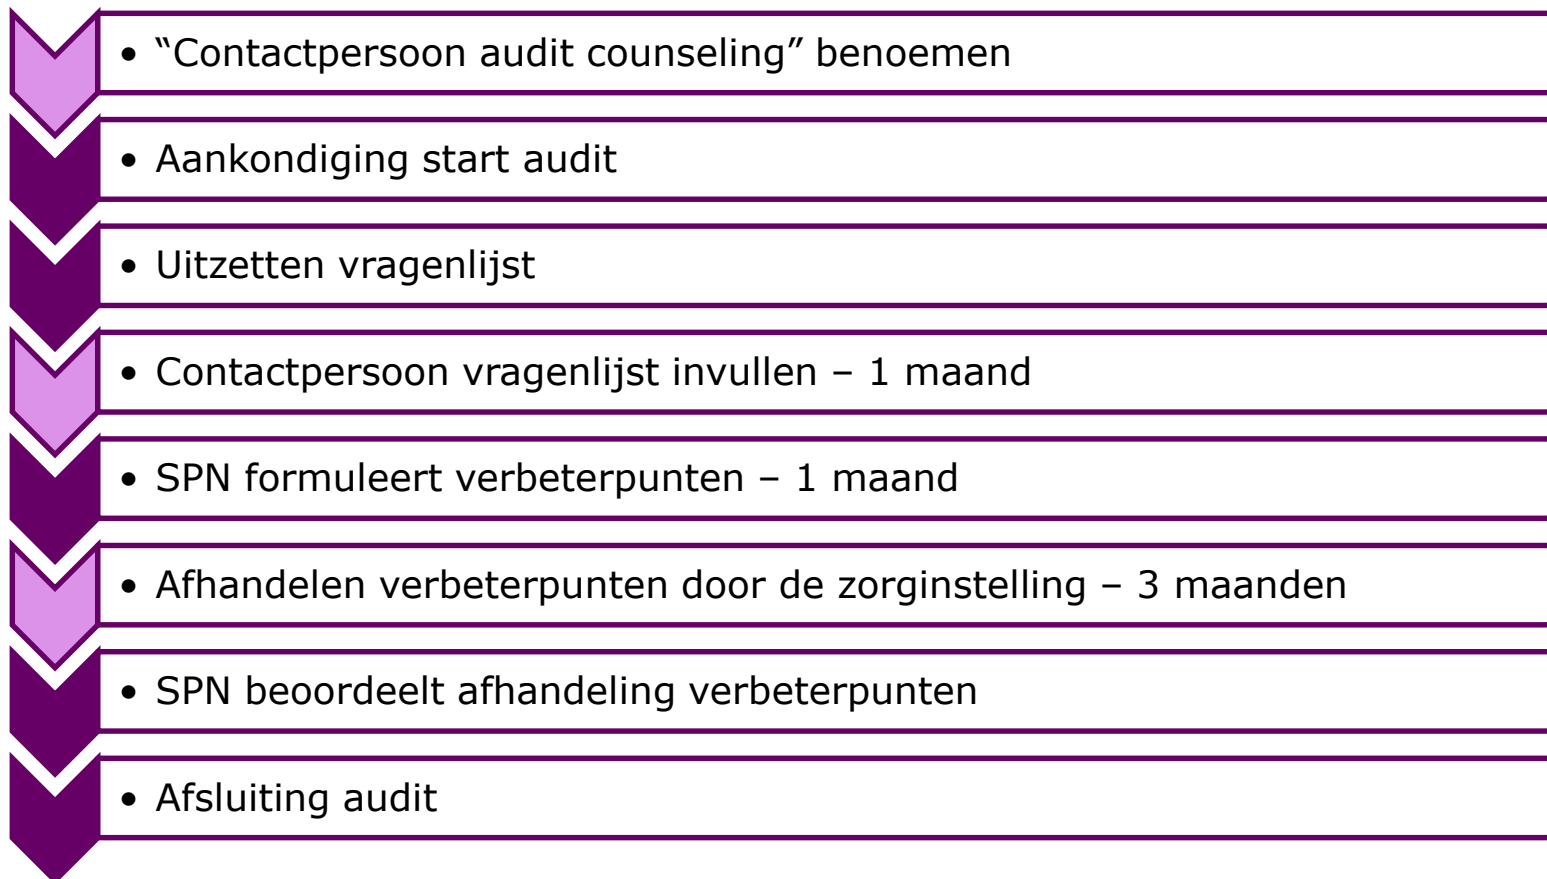 • “Contactpersoon audit counseling” benoemen
• Aankondiging start audit
• Uitzetten vragenlijst
• Contactpersoon vragenlijst invullen – 1 maand
• SPN formuleert verbeterpunten – 1 maand
• Afhandelen verbeterpunten door de zorginstelling – 3 maanden
• SPN beoordeelt afhandeling verbeterpunten
• Afsluiting audit